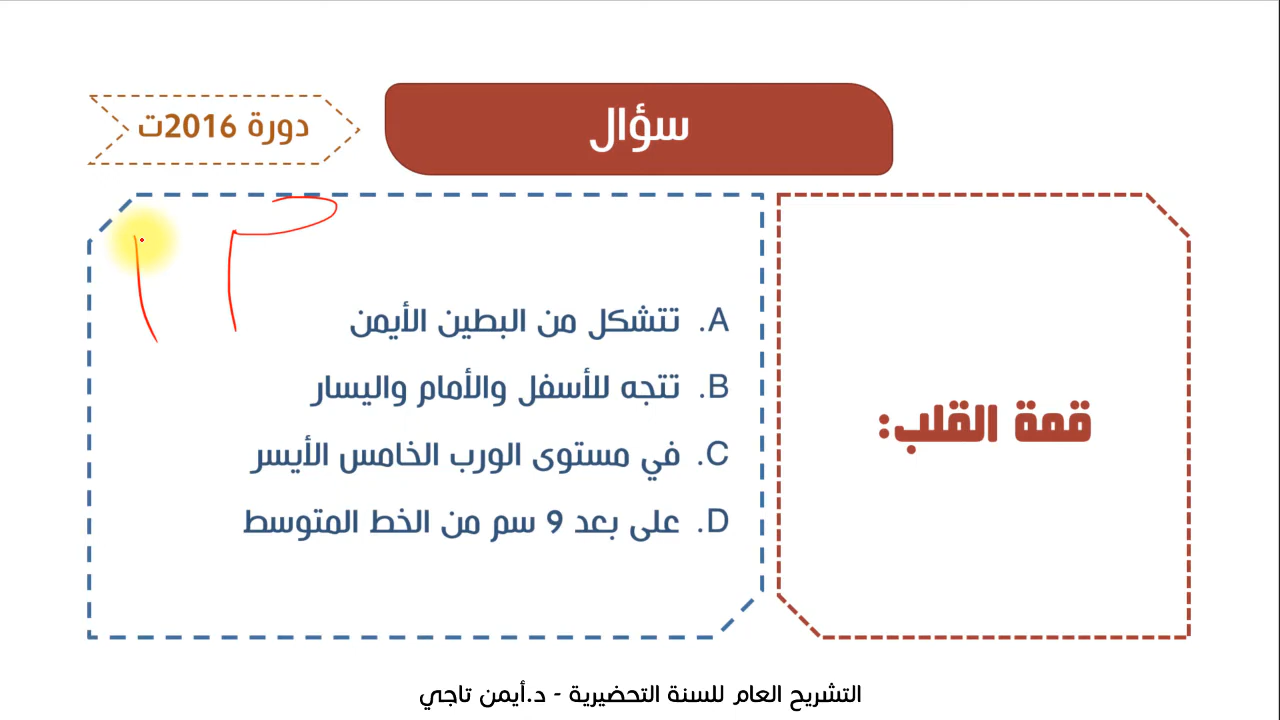 سؤال
دورة 2016ت
قمة القلب:
A. تتشكل من البطين الأيمن
B. تتجه للأسفل والأمام واليسار
C. في مستوى الورب الخامس الأيسر
D. على بعد 9 سم من الخط المتوسط
التشريح العام للسنة التحضيرية - د.أيمن تاجي